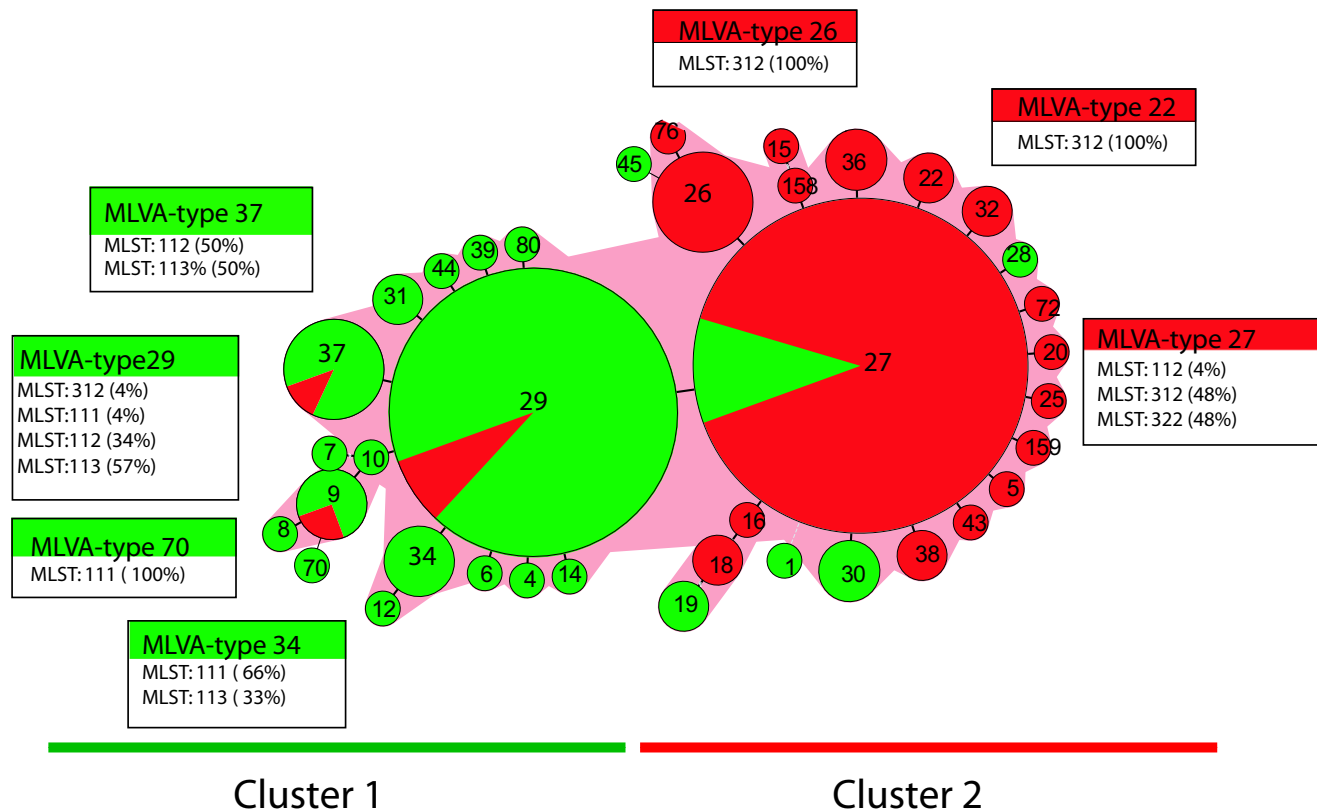 MLVA-type 26
MLST: 312 (100%)
MLVA-type 22
MLST: 312 (100%)
MLVA-type 37
MLST: 112 (50%)
MLST: 113% (50%)
MLVA-type29
MLST: 312 (4%)
MLST: 111 (4%)
MLST: 112 (34%)
MLST:113 (57%)
MLVA-type 70
MLST: 111 ( 100%)
MLVA-type 34
MLST: 111 ( 66%)
MLST: 113 ( 33%)
MLVA-type 27
MLST: 112 (4%)
MLST: 312 (48%)
MLST: 322 (48%)
76
45
26
15
158
36
22
32
28
72
20
25
159
5
43
38
30
1
16
18
19
27
80
39
44
31
37
29
7
10
9
8
70
34
12
6
4
14
Cluster 1
Cluster 2